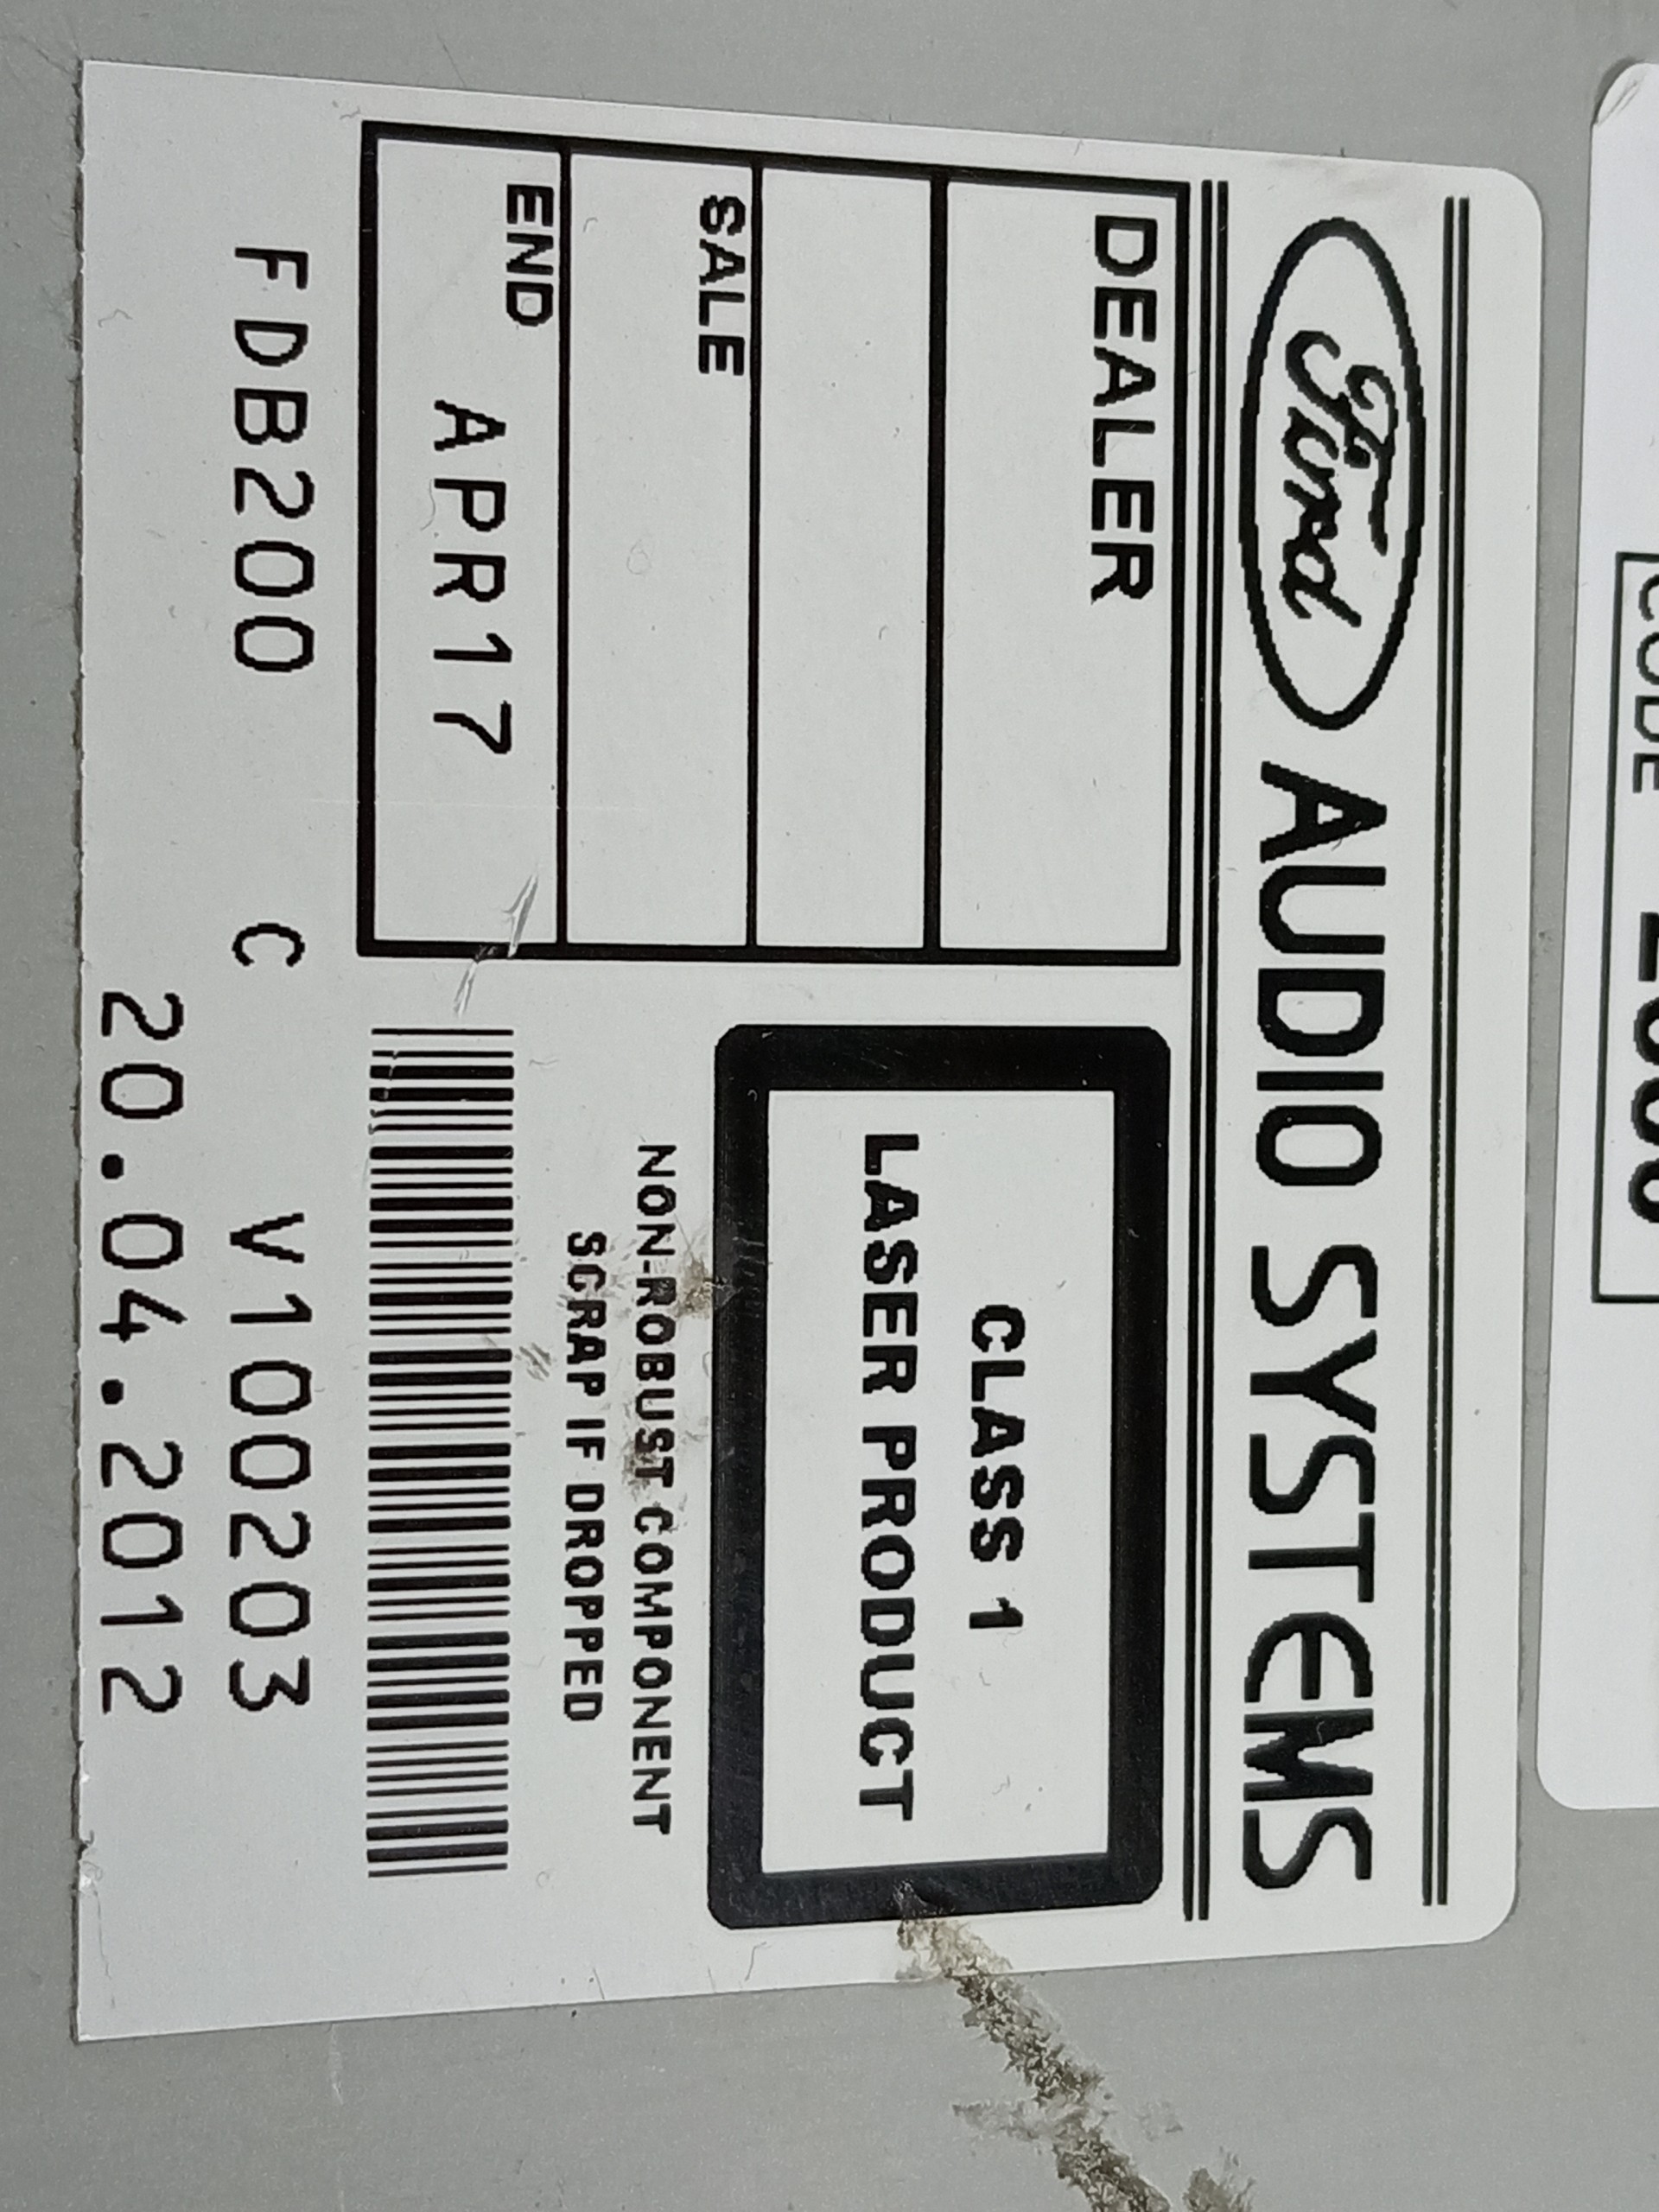 Ford AUDIO SYSTEMS
DEALER
SALE
END
APR17
CLASS 1
LASER PRODUCT
NON-ROBUST COMPONENT
SCRAP IF DROPPED
FDB200 C V100203
20.04.2012
CODE